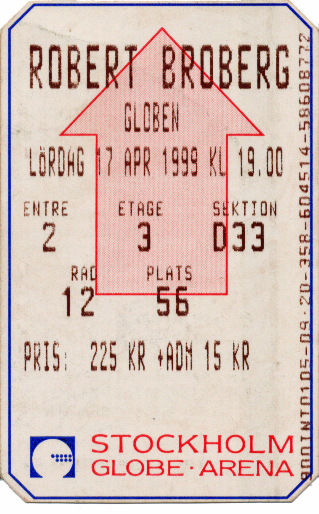 ROBERT BROBERG
GLOBEN
LÖRDAG 17 APR 1999 KL 19.00
ENTRE ETAGE SEKTION
2 3 D33
RAD PLATS
12 56
PRIS: 225 KR +ADM 15 KR
STOCKHOLM
GLOBE·ARENA